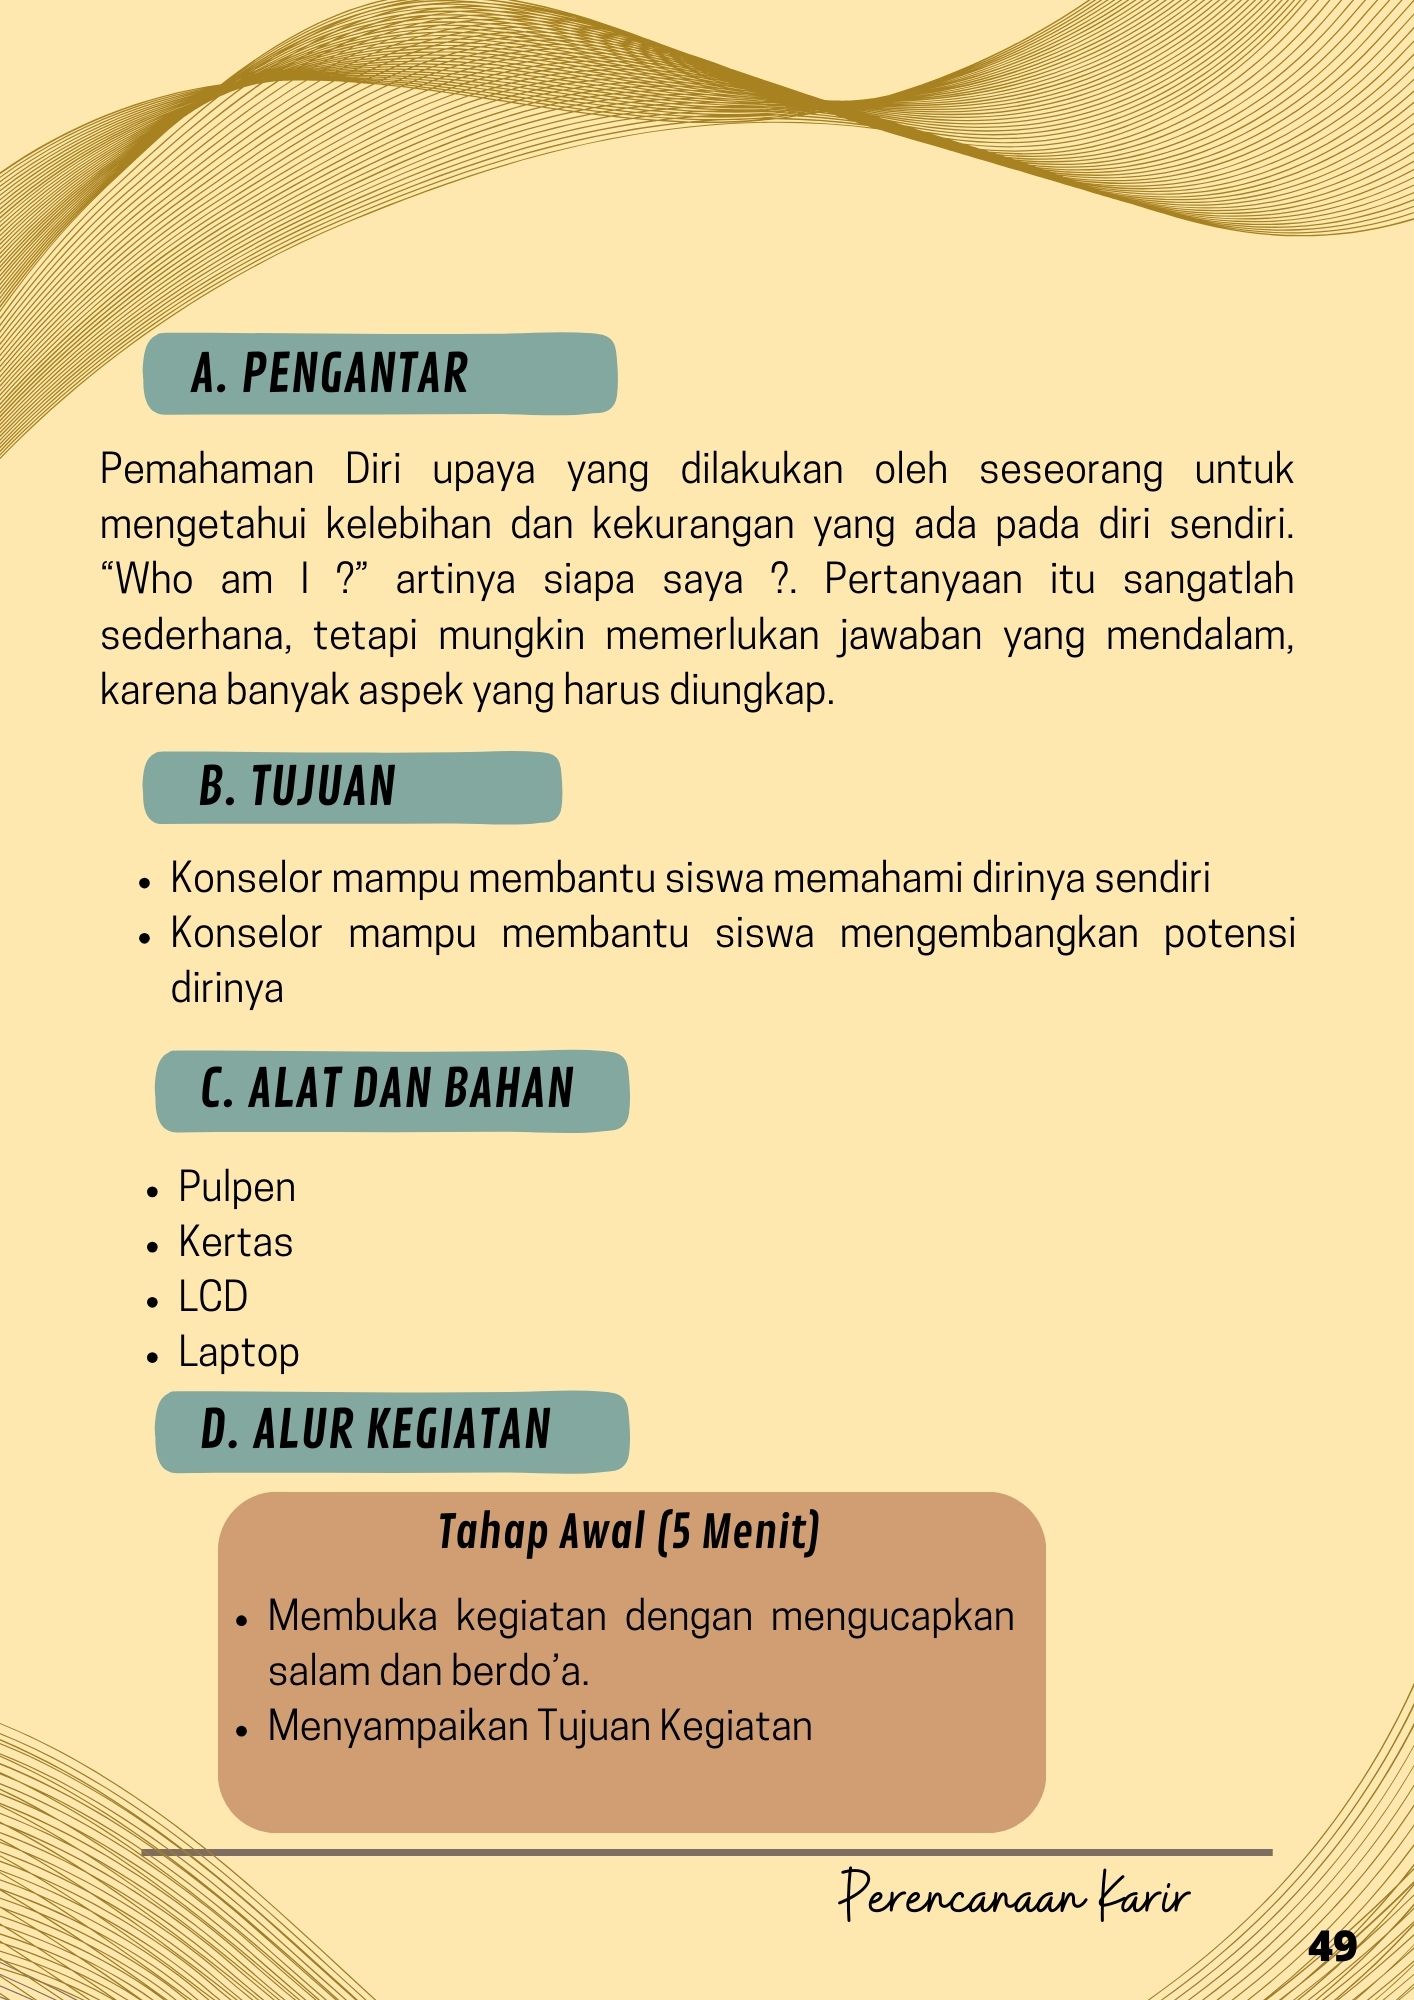 A. PENGANTAR
Pemahaman Diri upaya yang dilakukan oleh seseorang untuk
mengetahui kelebihan dan kekurangan yang ada pada diri sendiri.
“Who am I ?” artinya siapa saya ?. Pertanyaan itu sangatlah
sederhana, tetapi mungkin memerlukan jawaban yang mendalam,
karena banyak aspek yang harus diungkap.
B. TUJUAN
• Konselor mampu membantu siswa memahami dirinya sendiri
• Konselor mampu membantu siswa mengembangkan potensi
dirinya
C. ALAT DAN BAHAN
• Pulpen
• Kertas
• LCD
• Laptop
D. ALUR KEGIATAN
Tahap Awal (5 Menit)
• Membuka kegiatan dengan mengucapkan
salam dan berdo’a.
• Menyampaikan Tujuan Kegiatan
Perencanaan Karir
49